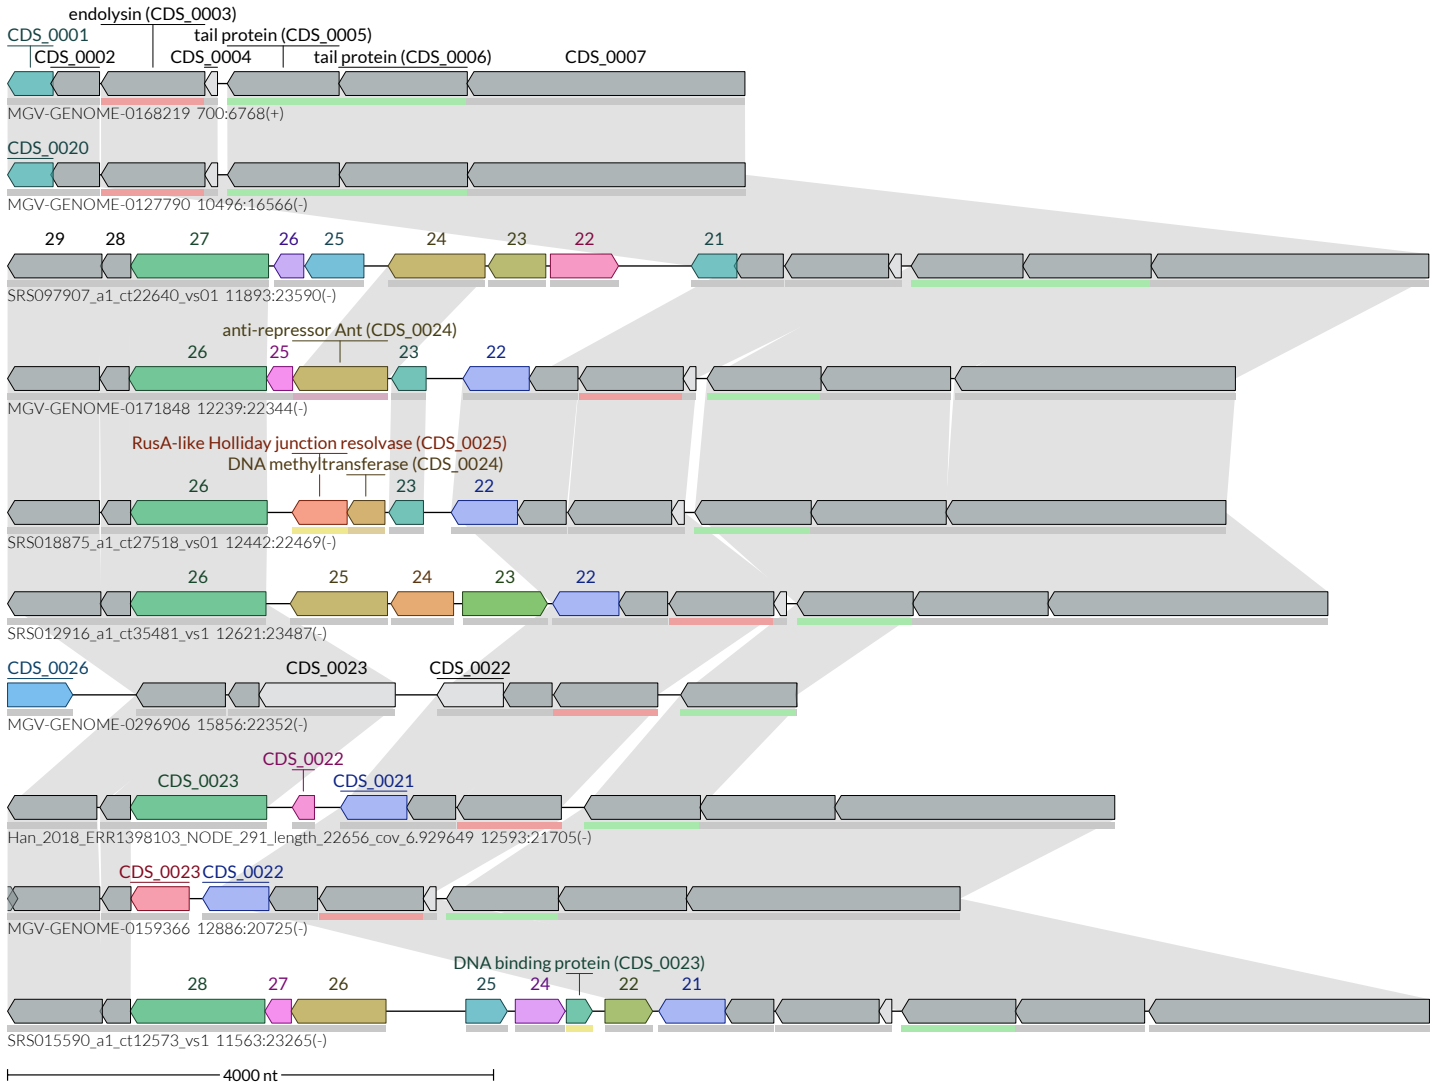 endolysin (CDS_0003)
CDS_0001 tail protein (CDS_0005)
CDS_0002 CDS_0004 tail protein (CDS_0006) CDS_0007
MGV-GENOME-0168219 700:6768(+)
CDS_0020
MGV-GENOME-0127790 10496:16566(-)
29 28 27 26 25 24 23 22 21
SRS097907_a1_ct22640_vs01 11893:23590(-)
anti-repressor Ant (CDS_0024)
26 25 23 22
MGV-GENOME-0171848 12239:22344(-)
RusA-like Holliday junction resolvase (CDS_0025)
DNA methyltransferase (CDS_0024)
26 23 22
SRS018875_a1_ct27518_vs01 12442:22469(-)
26 25 24 23 22
SRS012916_a1_ct35481_vs1 12621:23487(-)
CDS_0026 CDS_0023 CDS_0022
MGV-GENOME-0296906 15856:22352(-)
CDS_0022
CDS_0023 CDS_0021
Han_2018_ERR1398103_NODE_291_length_22656_cov_6.929649 12593:21705(-)
CDS_0023 CDS_0022
MGV-GENOME-0159366 12886:20725(-)
DNA binding protein (CDS_0023)
28 27 26 25 24 22 21
SRS015590_a1_ct12573_vs1 11563:23265(-)
4000 nt